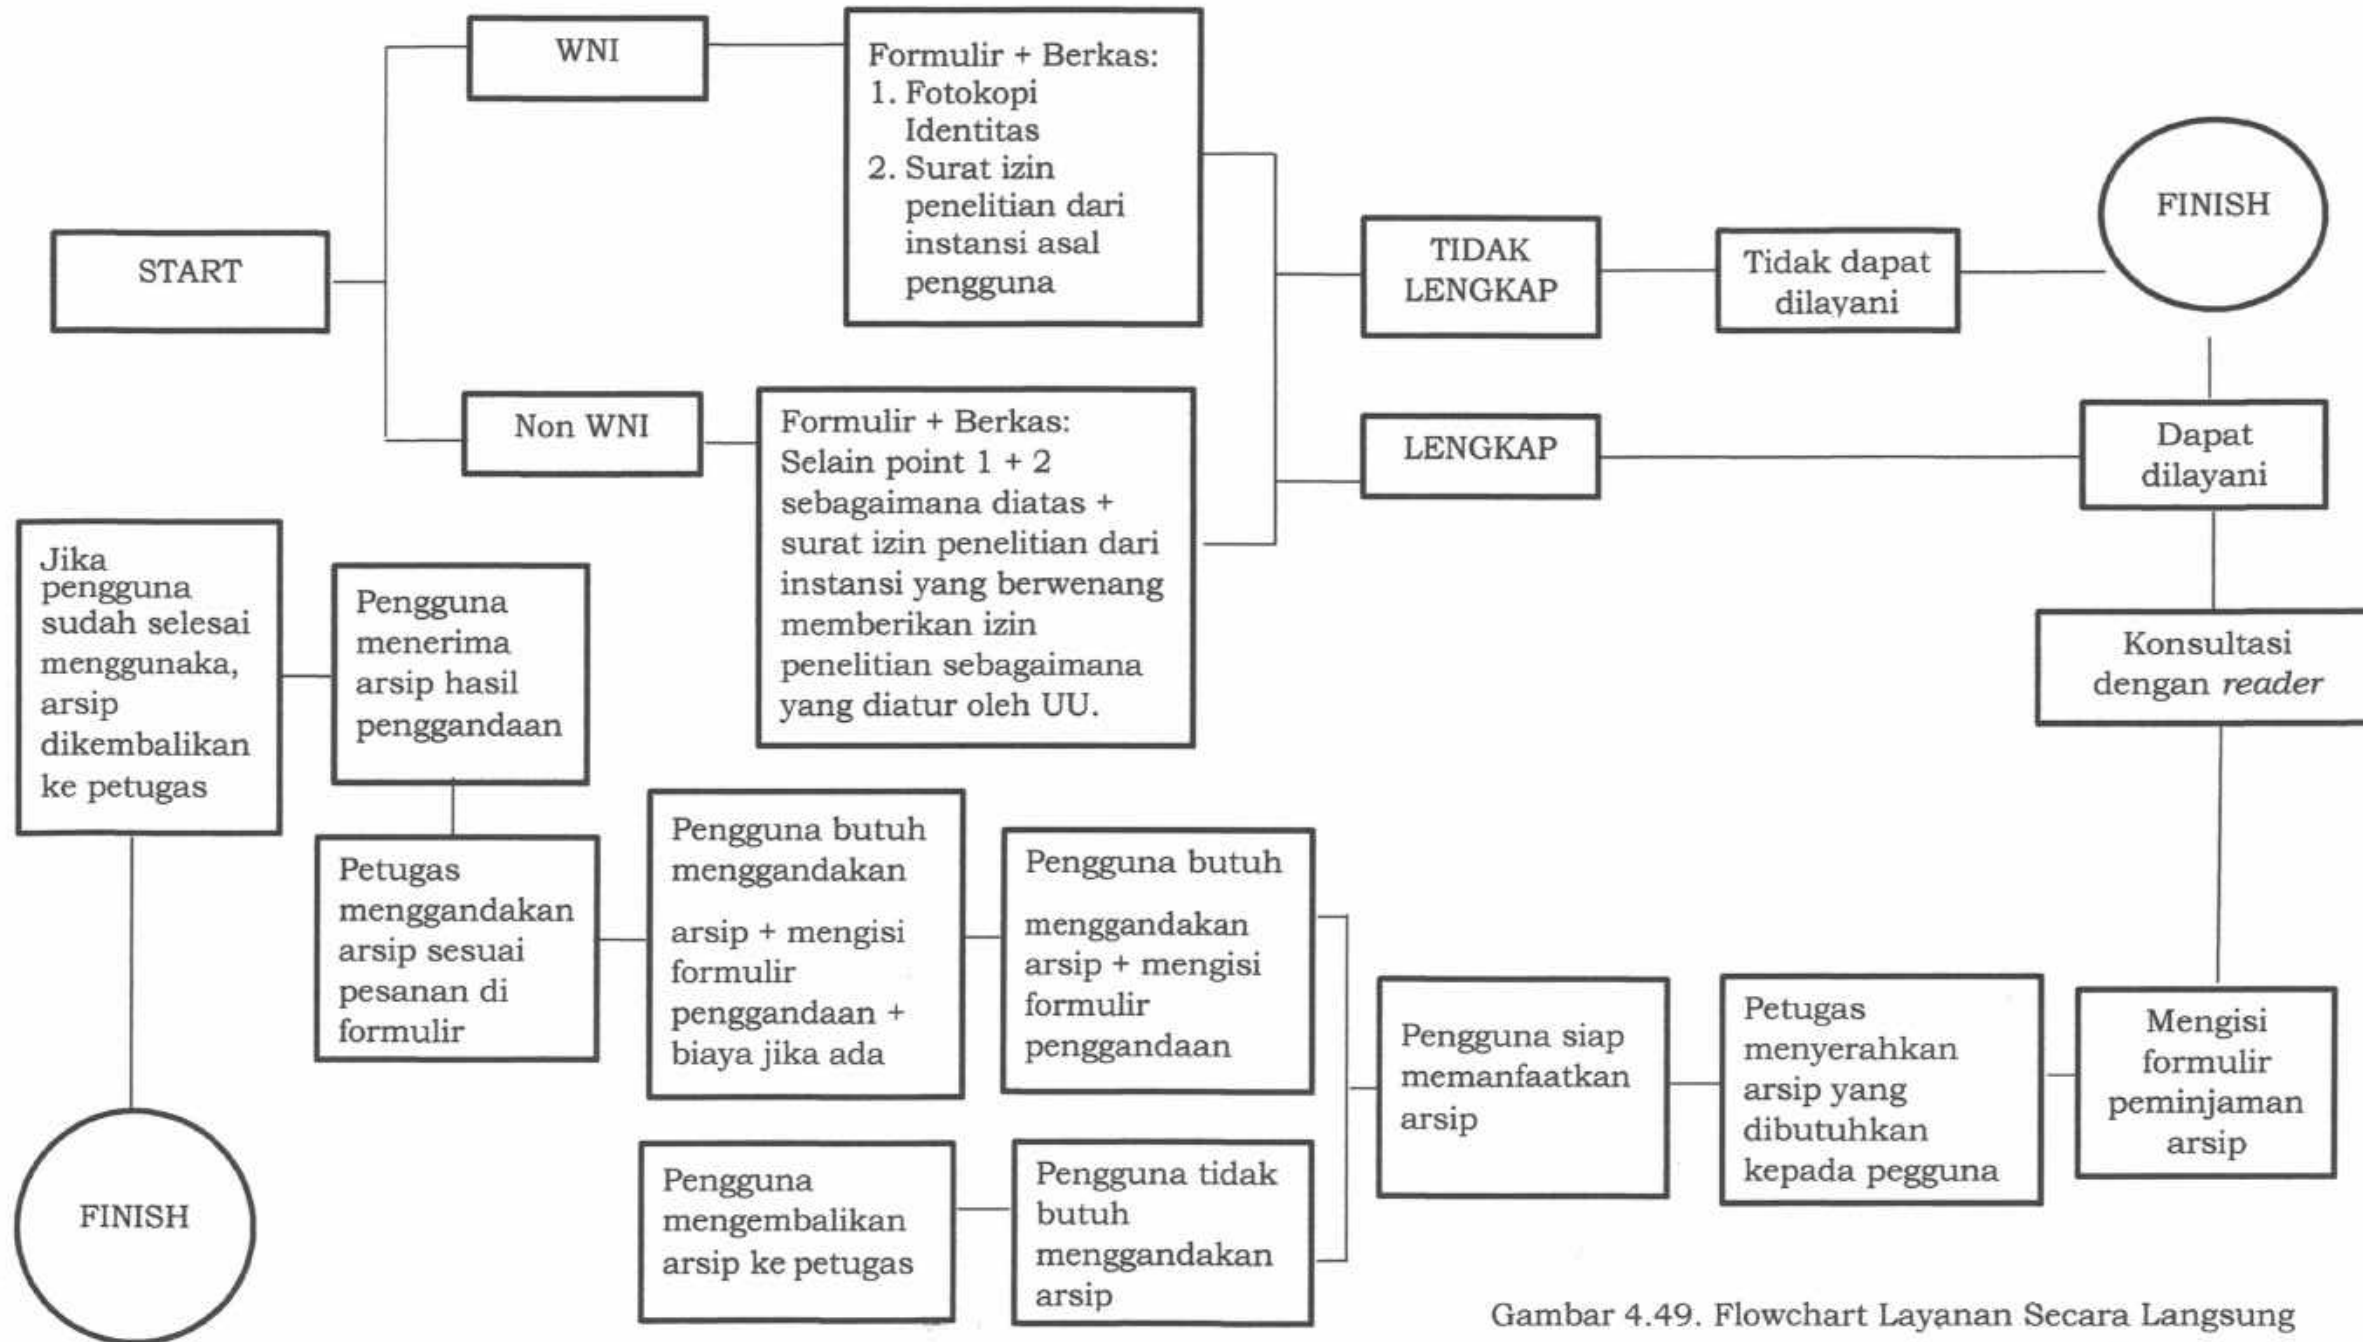 START
WNI
Formulir + Berkas:
1. Fotokopi
Identitas
2. Surat izin
penelitian dari
instansi asal
pengguna
Non WNI
Formulir + Berkas:
Selain point 1 + 2
sebagaimana diatas +
surat izin penelitian dari
instansi yang berwenang
memberikan izin
penelitian sebagaimana
yang diatur oleh UU.
TIDAK
LENGKAP
Tidak dapat
dilayani
FINISH
LENGKAP
Dapat
dilayani
Konsultasi
dengan reader
Mengisi
formulir
peminjaman
arsip
Petugas
menyerahkan
arsip yang
dibutuhkan
kepada pegguna
Pengguna siap
memanfaatkan
arsip
Pengguna butuh
menggandakan
arsip + mengisi
formulir
penggandaan
Pengguna tidak
butuh
menggandakan
arsip
Pengguna
mengembalikan
arsip ke petugas
Pengguna butuh
menggandakan
arsip + mengisi
formulir
penggandaan +
biaya jika ada
Petugas
menggandakan
arsip sesuai
pesanan di
formulir
Pengguna
menerima
arsip hasil
penggandaan
Jika
pengguna
sudah selesai
menggunaka,
arsip
dikembalikan
ke petugas
FINISH
Gambar 4.49. Flowchart Layanan Secara Langsung